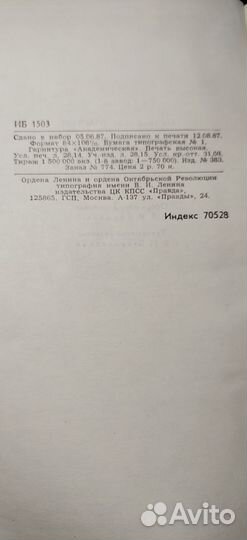 ИБ 1503
Сдано в набор 03.06.87. Подписано к печати 12.08.87.
Формат 84×108¹/₃₂. Бумага типографская № 1.
Гарнитура «Академическая». Печать высокая.
Усл. печ. л. 26,14. Уч. изд. л. 28,15. Усл. кр.-отт. 31,08.
Тираж 1 500 000 экз. (1-й завод: 1—750 000). Изд. № 383.
Заказ № 774. Цена 2 р. 70 к.
Ордена Ленина и ордена Октябрьской Революции
типография имени В. И. Ленина
издательства ЦК КПСС «Правда»,
125865. ГСП, Москва. А-137 ул. «Правды», 24.
Индекс 70528
Avito